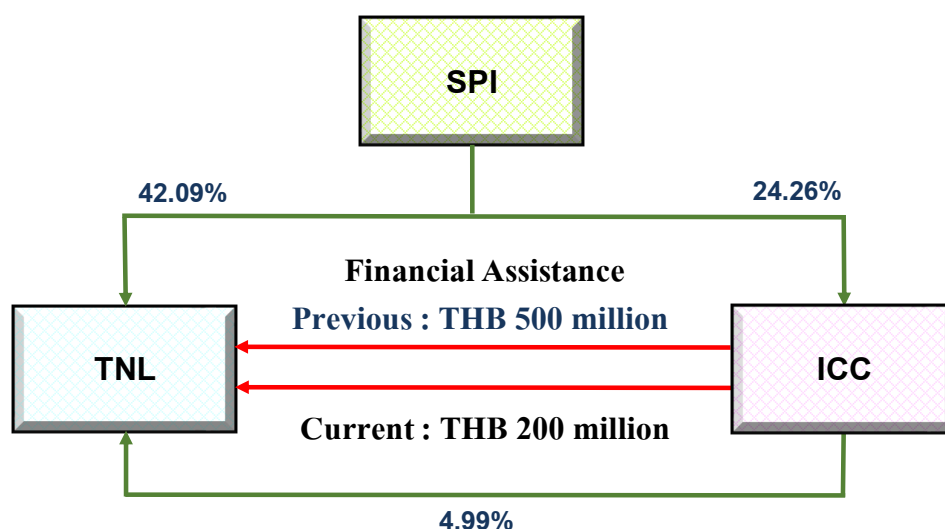 SPI
42.09%
24.26%
Financial Assistance
Previous : THB 500 million
TNL
ICC
Current : THB 200 million
4.99%